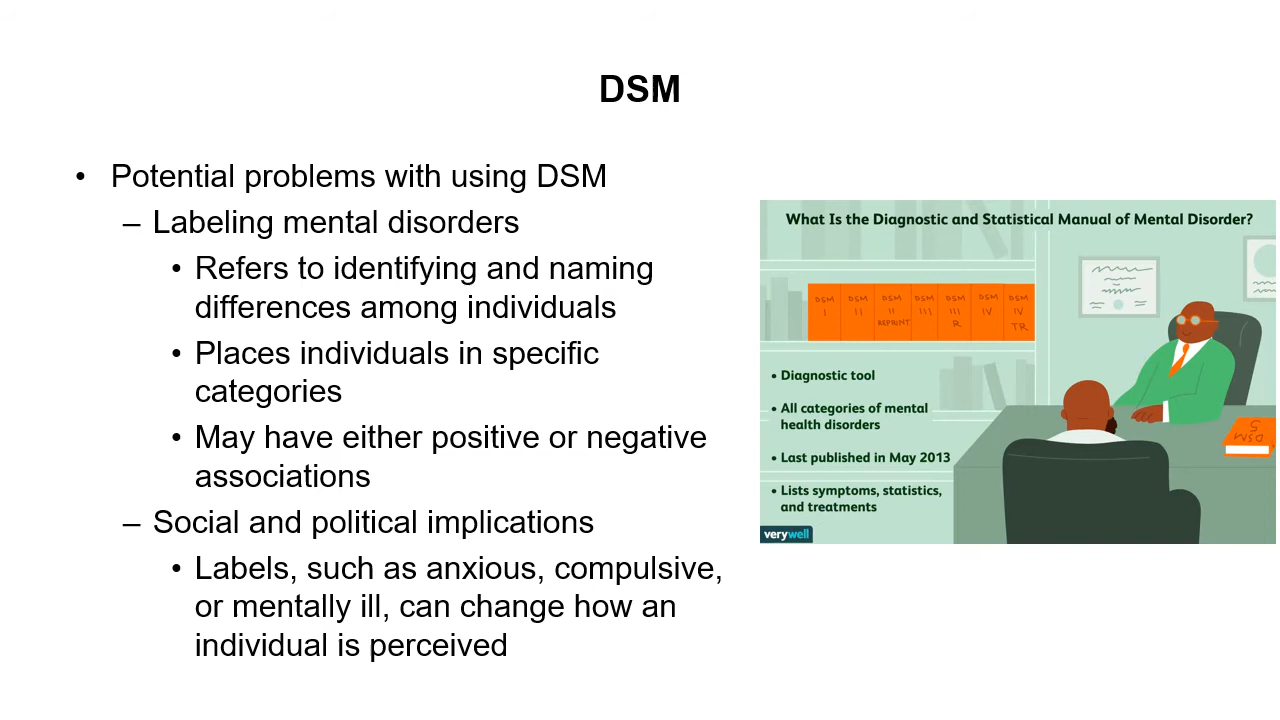 DSM
• Potential problems with using DSM
– Labeling mental disorders
• Refers to identifying and naming
differences among individuals
• Places individuals in specific
categories
• May have either positive or negative
associations
– Social and political implications
• Labels, such as anxious, compulsive,
or mentally ill, can change how an
individual is perceived
What Is the Diagnostic and Statistical Manual of Mental Disorder?
DSM I
DSM II
DSM II REPRINT
DSM III
DSM III R
DSM IV
DSM IV TR
• Diagnostic tool
• All categories of mental
health disorders
• Last published in May 2013
• Lists symptoms, statistics,
and treatments
DSM 5
verywell